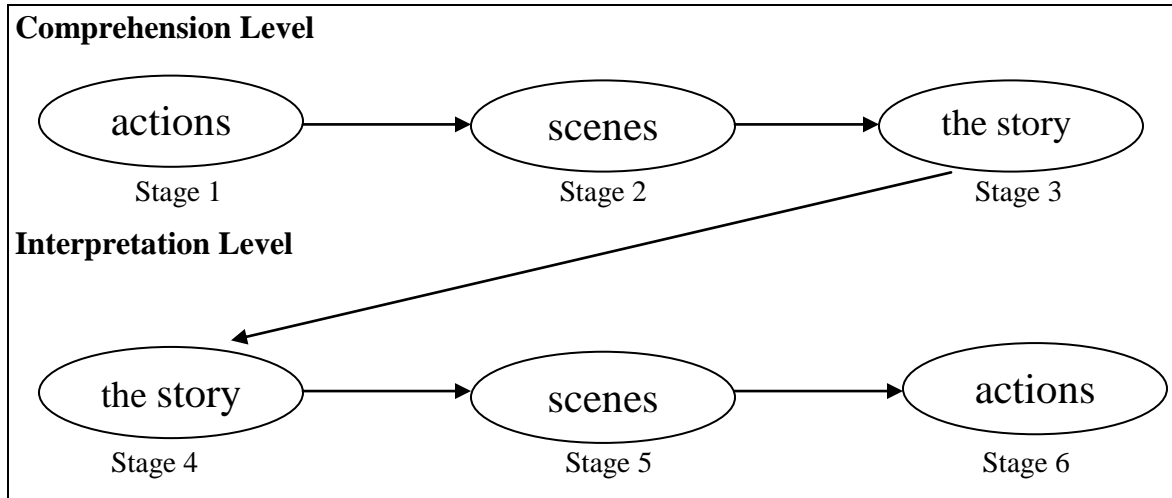 Comprehension Level
actions
scenes
the story
Stage 1
Stage 2
Stage 3
Interpretation Level
the story
scenes
actions
Stage 4
Stage 5
Stage 6